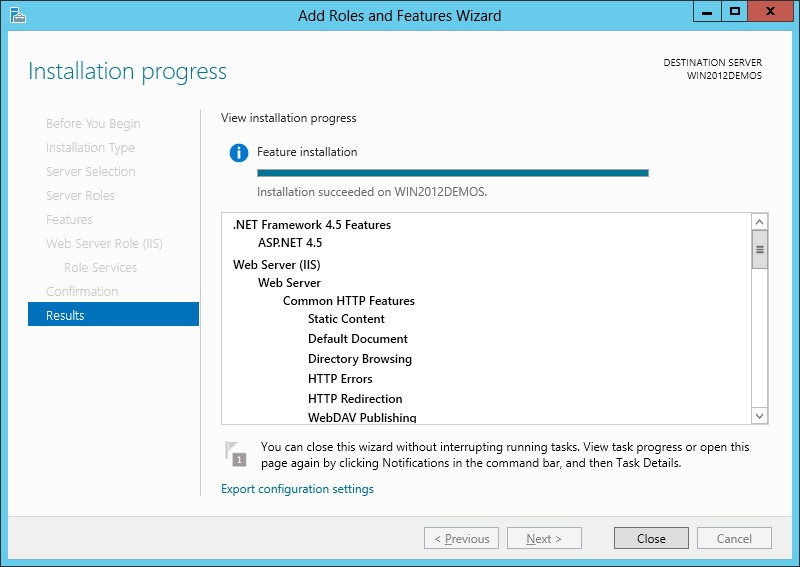 Add Roles and Features Wizard
Installation progress
DESTINATION SERVER
WIN2012DEMOS
Before You Begin
Installation Type
Server Selection
Server Roles
Features
Web Server Role (IIS)
Role Services
Confirmation
Results
View installation progress
Feature installation
Installation succeeded on WIN2012DEMOS.
.NET Framework 4.5 Features
ASP.NET 4.5
Web Server (IIS)
Web Server
Common HTTP Features
Static Content
Default Document
Directory Browsing
HTTP Errors
HTTP Redirection
WebDAV Publishing
1
You can close this wizard without interrupting running tasks. View task progress or open this
page again by clicking Notifications in the command bar, and then Task Details.
Export configuration settings
< Previous
Next >
Close
Cancel